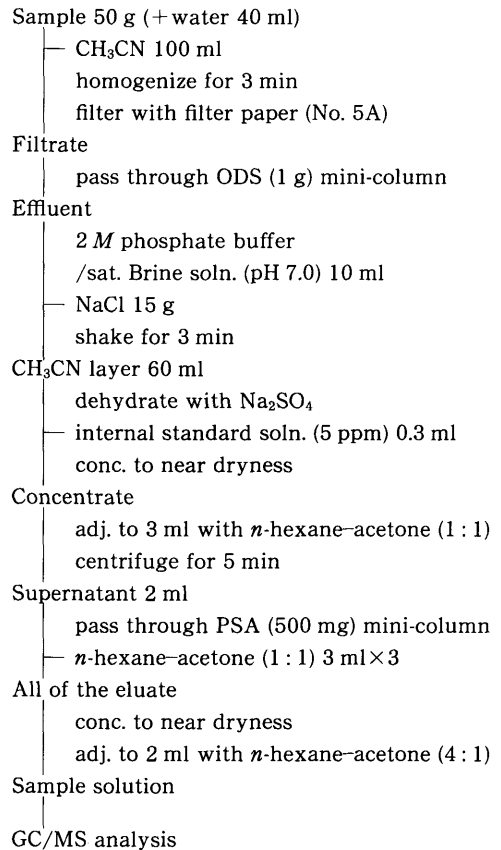 Sample 50 g (+water 40 ml)
CH₃CN 100 ml
homogenize for 3 min
filter with filter paper (No. 5A)
Filtrate
pass through ODS (1 g) mini-column
Effluent
2 M phosphate buffer
/sat. Brine soln. (pH 7.0) 10 ml
NaCl 15 g
shake for 3 min
CH₃CN layer 60 ml
dehydrate with Na₂SO₄
internal standard soln. (5 ppm) 0.3 ml
conc. to near dryness
Concentrate
adj. to 3 ml with n-hexane–acetone (1 : 1)
centrifuge for 5 min
Supernatant 2 ml
pass through PSA (500 mg) mini-column
n-hexane–acetone (1 : 1) 3 ml×3
All of the eluate
conc. to near dryness
adj. to 2 ml with n-hexane–acetone (4 : 1)
Sample solution
GC/MS analysis